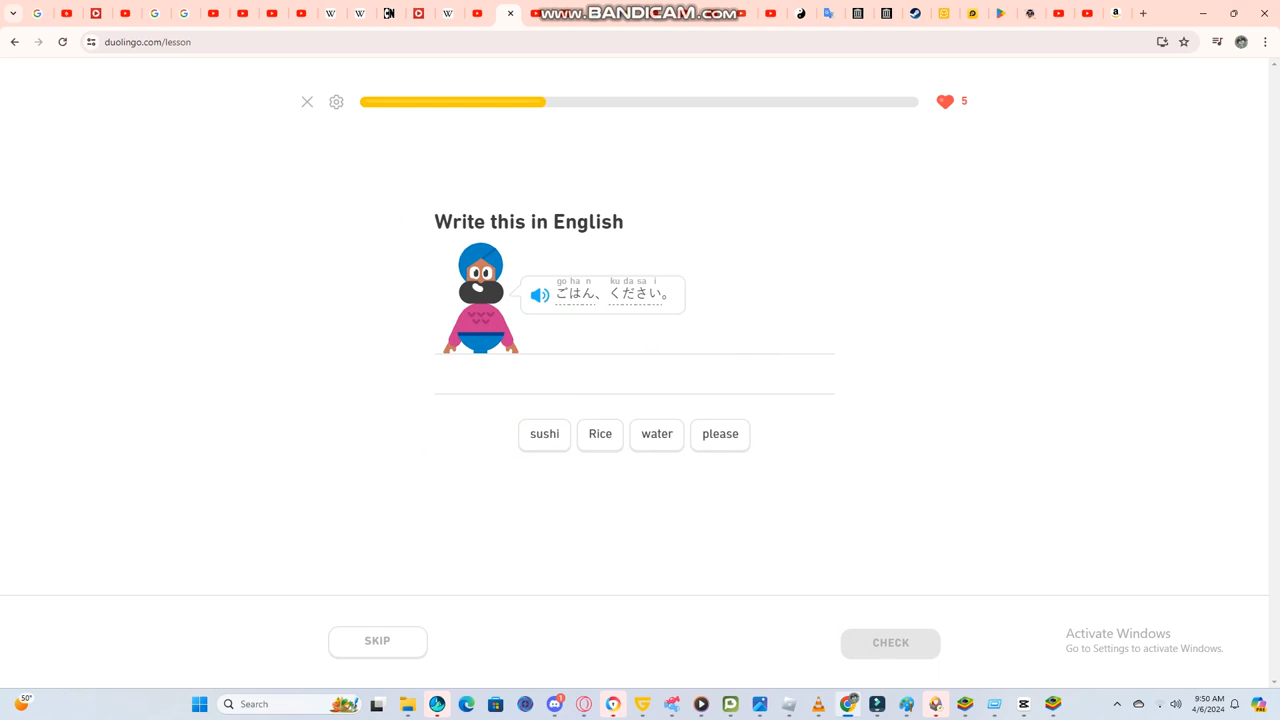 www.BANDICAM.com
duolingo.com/lesson
5
Write this in English
go ha n ku da sa i
ごはん、ください。
sushi Rice water please
SKIP
CHECK
Activate Windows
Go to Settings to activate Windows.
50°
Search
1
9:50 AM
4/6/2024